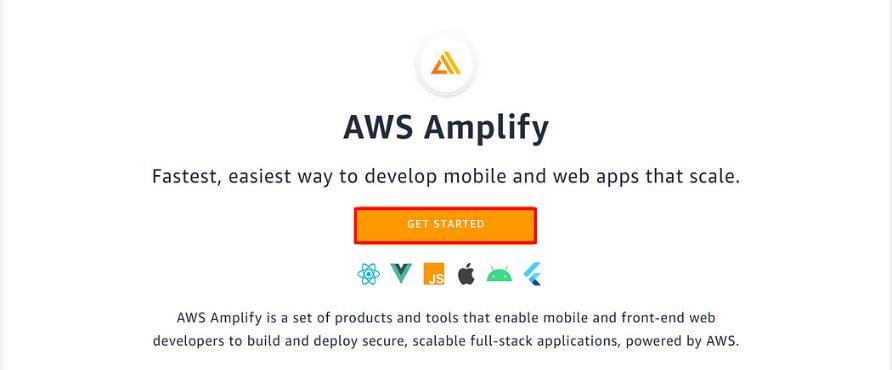 AWS Amplify
Fastest, easiest way to develop mobile and web apps that scale.
GET STARTED
JS
AWS Amplify is a set of products and tools that enable mobile and front-end web
developers to build and deploy secure, scalable full-stack applications, powered by AWS.